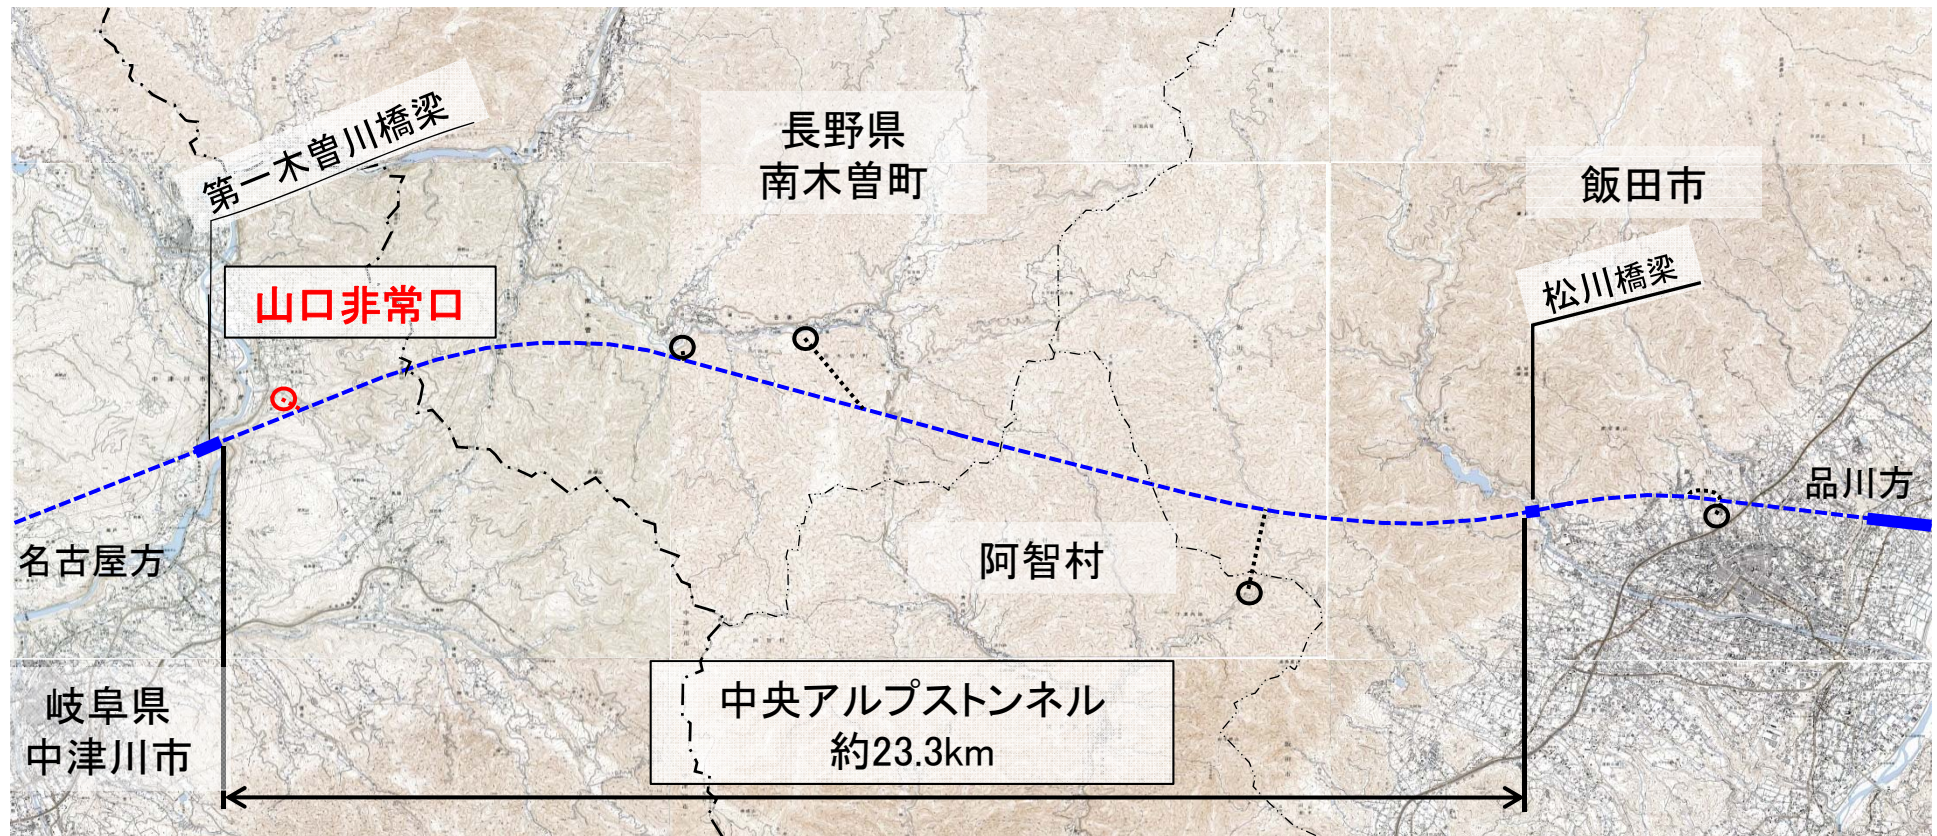 第一木曽川橋梁
長野県
南木曽町
飯田市
山口非常口
松川橋梁
品川方
名古屋方
阿智村
中央アルプストンネル
約23.3km
岐阜県
中津川市